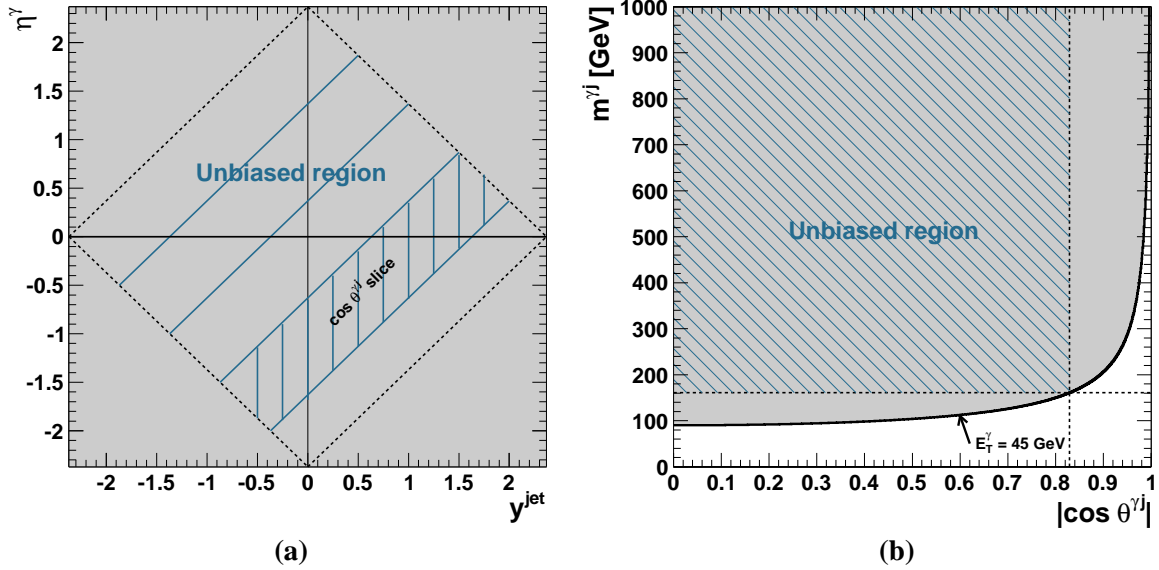 η^γ
2
1.5
1
0.5
0
-0.5
-1
-1.5
-2
Unbiased region
cos θ^γj slice
-2 -1.5 -1 -0.5 0 0.5 1 1.5 2
y^jet
(a)
m^γj [GeV]
1000
900
800
700
600
500
400
300
200
100
0
Unbiased region
E_T^γ = 45 GeV
0 0.1 0.2 0.3 0.4 0.5 0.6 0.7 0.8 0.9 1
|cos θ^γj|
(b)